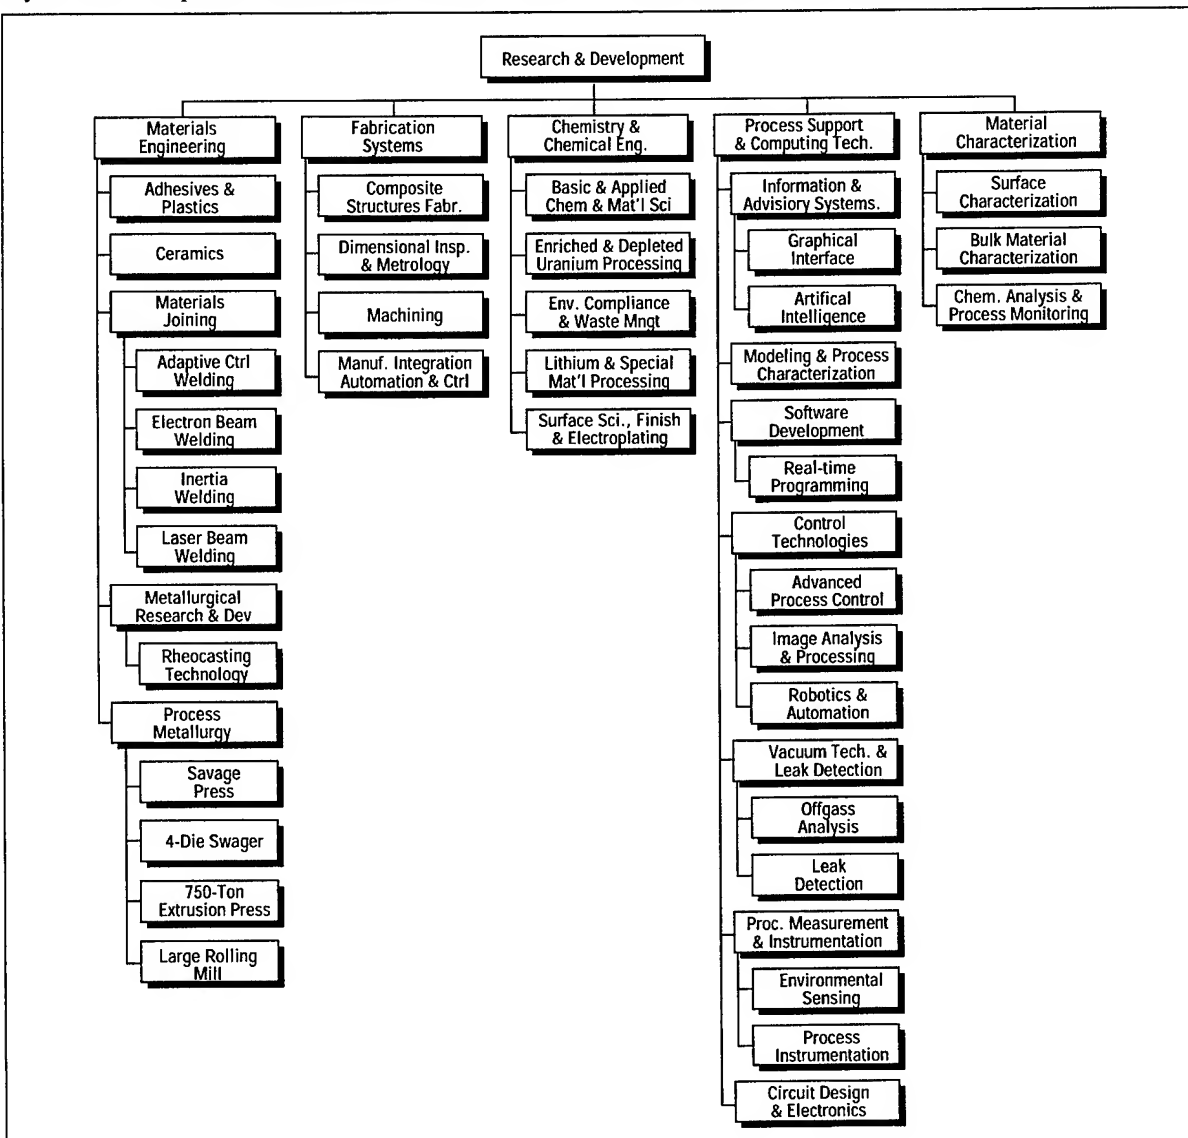 Research & Development
Materials
Engineering
Adhesives &
Plastics
Ceramics
Materials
Joining
Adaptive Ctrl
Welding
Electron Beam
Welding
Inertia
Welding
Laser Beam
Welding
Metallurgical
Research & Dev
Rheocasting
Technology
Process
Metallurgy
Savage
Press
4-Die Swager
750-Ton
Extrusion Press
Large Rolling
Mill
Fabrication
Systems
Composite
Structures Fabr.
Dimensional Insp.
& Metrology
Machining
Manuf. Integration
Automation & Ctrl
Chemistry &
Chemical Eng.
Basic & Applied
Chem & Mat'l Sci
Enriched & Depleted
Uranium Processing
Env. Compliance
& Waste Mngt
Lithium & Special
Mat'l Processing
Surface Sci., Finish
& Electroplating
Process Support
& Computing Tech.
Information &
Advisiory Systems.
Graphical
Interface
Artifical
Intelligence
Modeling & Process
Characterization
Software
Development
Real-time
Programming
Control
Technologies
Advanced
Process Control
Image Analysis
& Processing
Robotics &
Automation
Vacuum Tech. &
Leak Detection
Offgass
Analysis
Leak
Detection
Proc. Measurement
& Instrumentation
Environmental
Sensing
Process
Instrumentation
Circuit Design
& Electronics
Material
Characterization
Surface
Characterization
Bulk Material
Characterization
Chem. Analysis &
Process Monitoring